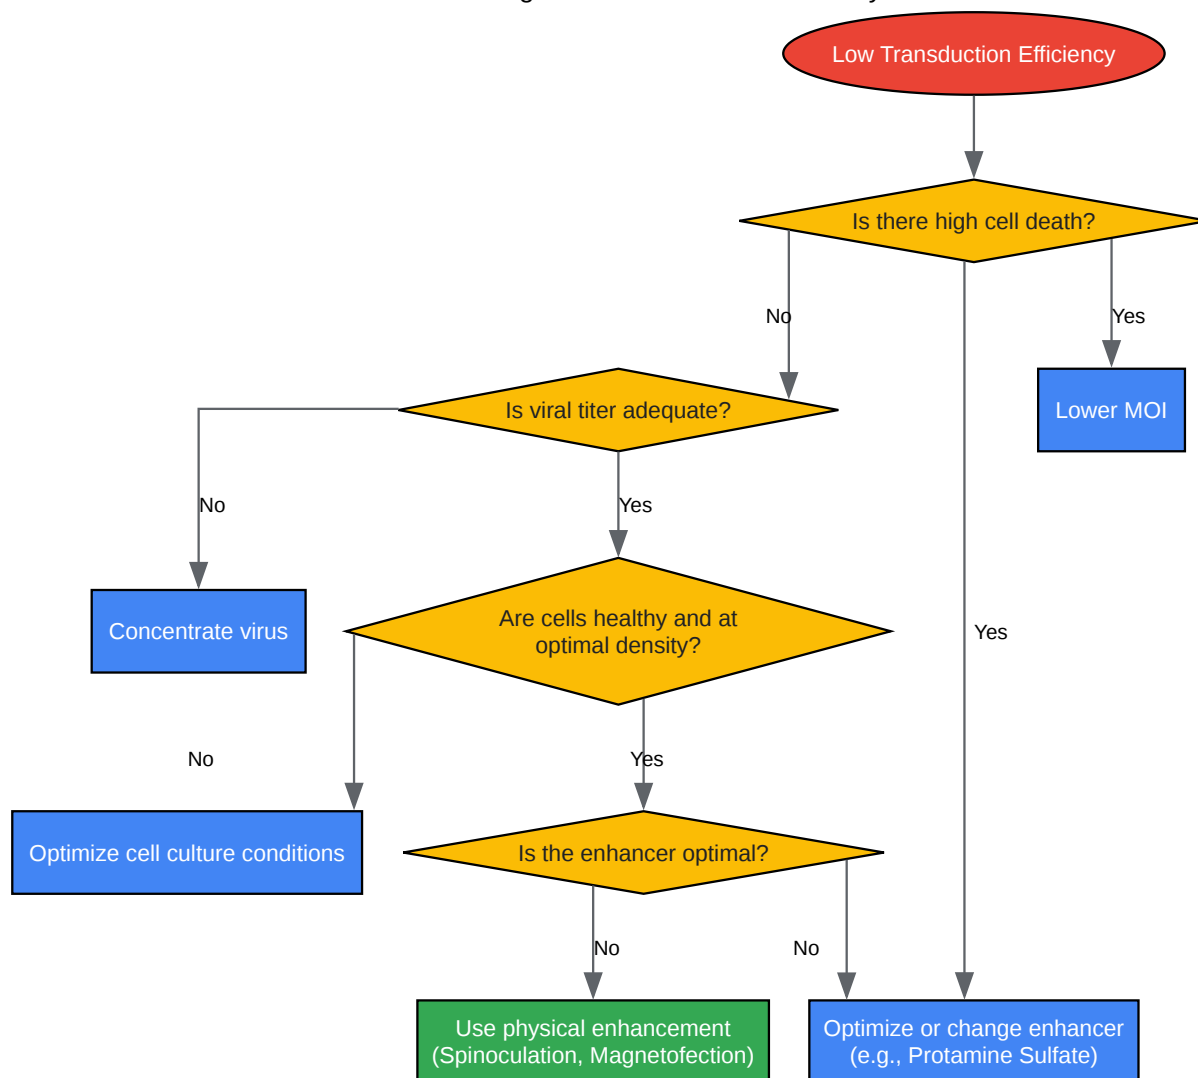 Low Transduction Efficiency
Is there high cell death?
No
Yes
Is viral titer adequate?
Lower MOI
No
Yes
Concentrate virus
Are cells healthy and at
optimal density?
Yes
No
Yes
Optimize cell culture conditions
Is the enhancer optimal?
No
No
Use physical enhancement
(Spinoculation, Magnetofection)
Optimize or change enhancer
(e.g., Protamine Sulfate)